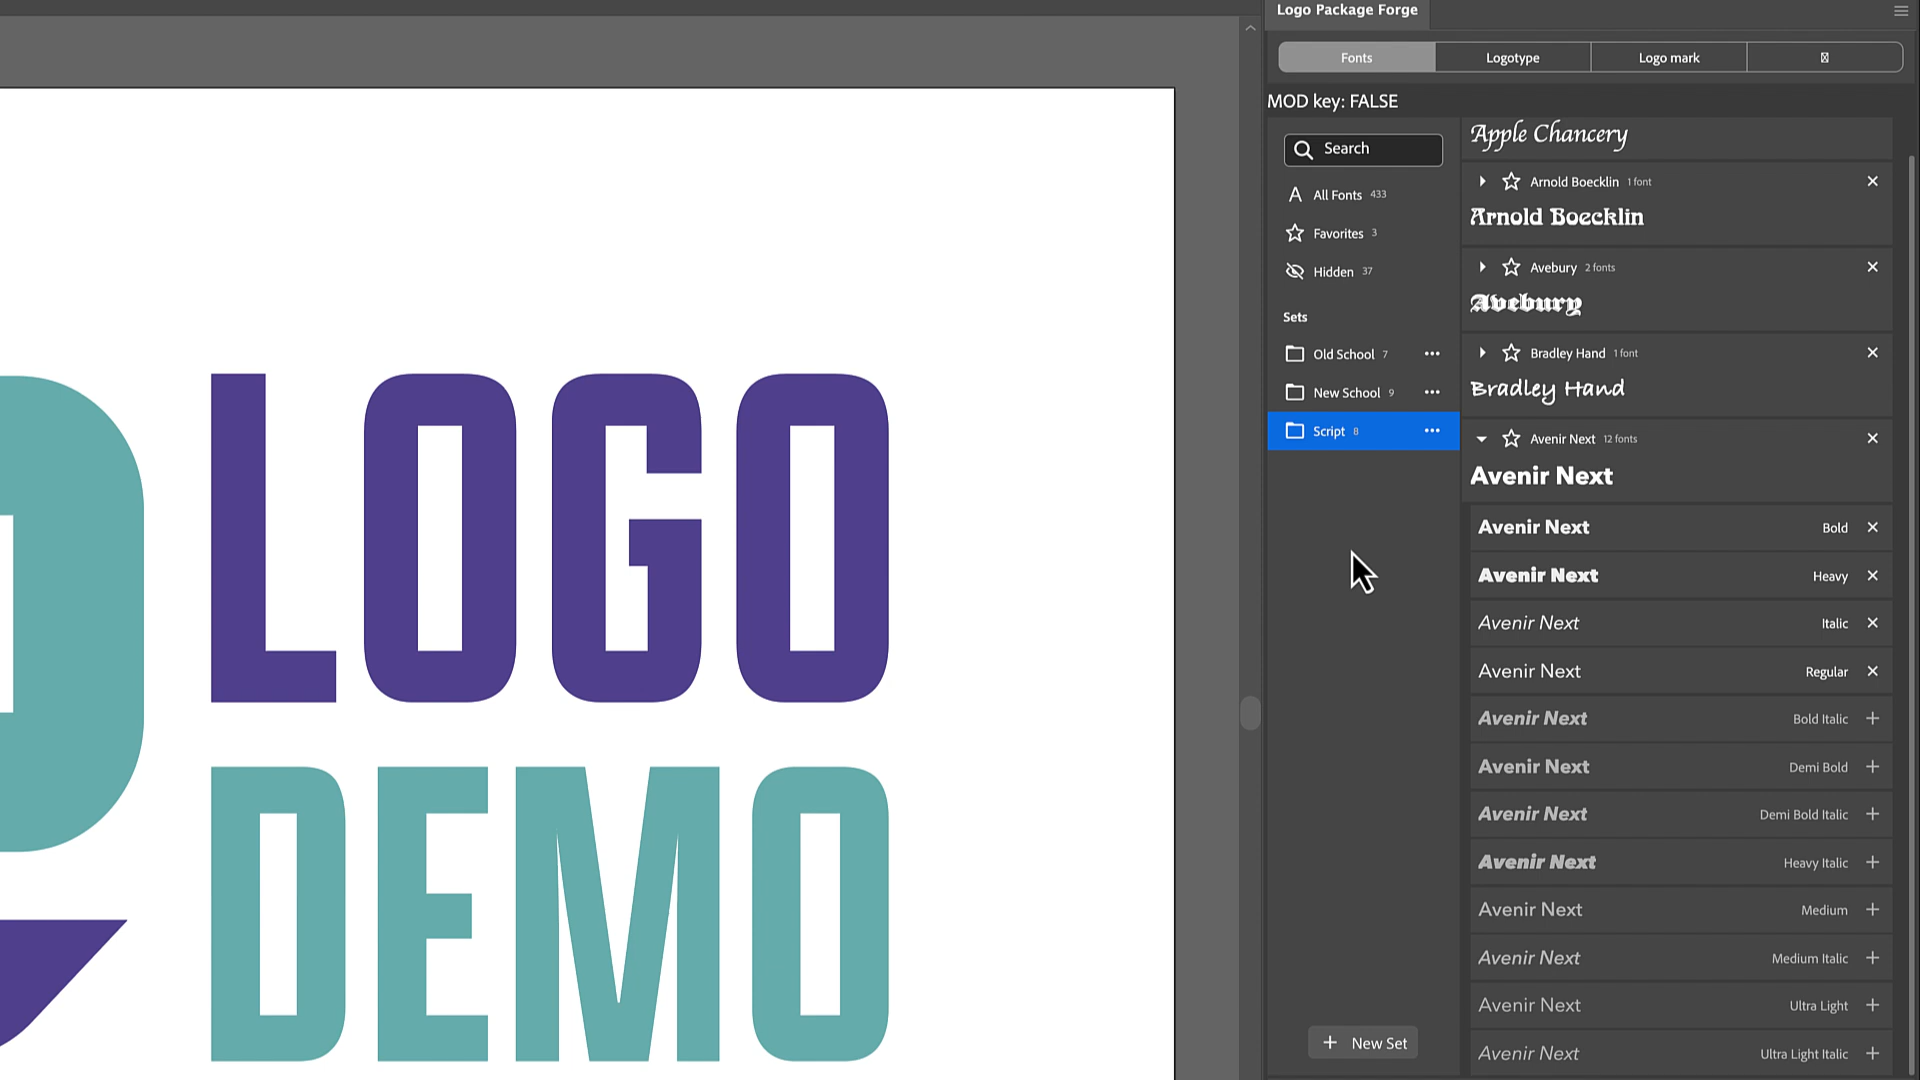 Logo Package Forge
Fonts
Logotype
Logo mark
MOD key: FALSE
Search
All Fonts 433
Favorites 3
Hidden 37
Sets
Old School 7
New School 9
Script 8
New Set
Apple Chancery
Arnold Boecklin 1 font
Arnold Boecklin
Avebury 2 fonts
Avebury
Bradley Hand 1 font
Bradley Hand
Avenir Next 12 fonts
Avenir Next
Avenir Next Bold
Avenir Next Heavy
Avenir Next Italic
Avenir Next Regular
Avenir Next Bold Italic
Avenir Next Demi Bold
Avenir Next Demi Bold Italic
Avenir Next Heavy Italic
Avenir Next Medium
Avenir Next Medium Italic
Avenir Next Ultra Light
Avenir Next Ultra Light Italic
LOGO
DEMO